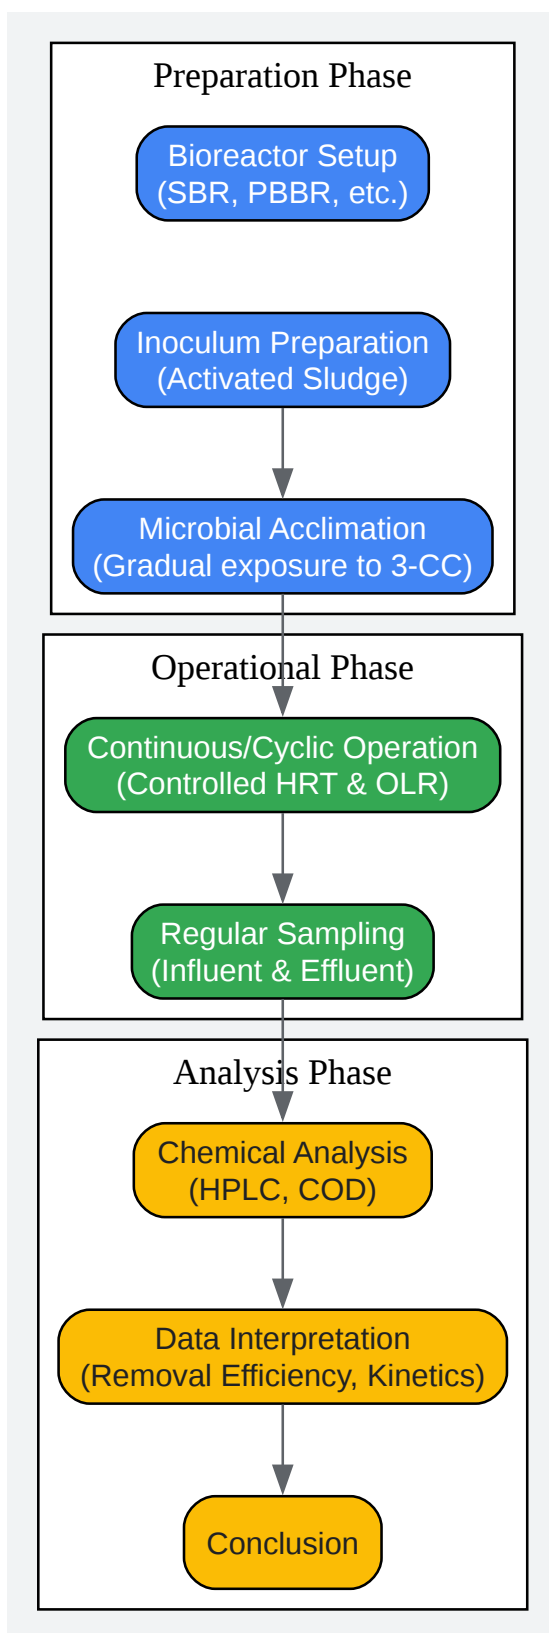 Preparation Phase
Bioreactor Setup
(SBR, PBBR, etc.)
Inoculum Preparation
(Activated Sludge)
Microbial Acclimation
(Gradual exposure to 3-CC)
Operational Phase
Continuous/Cyclic Operation
(Controlled HRT & OLR)
Regular Sampling
(Influent & Effluent)
Analysis Phase
Chemical Analysis
(HPLC, COD)
Data Interpretation
(Removal Efficiency, Kinetics)
Conclusion